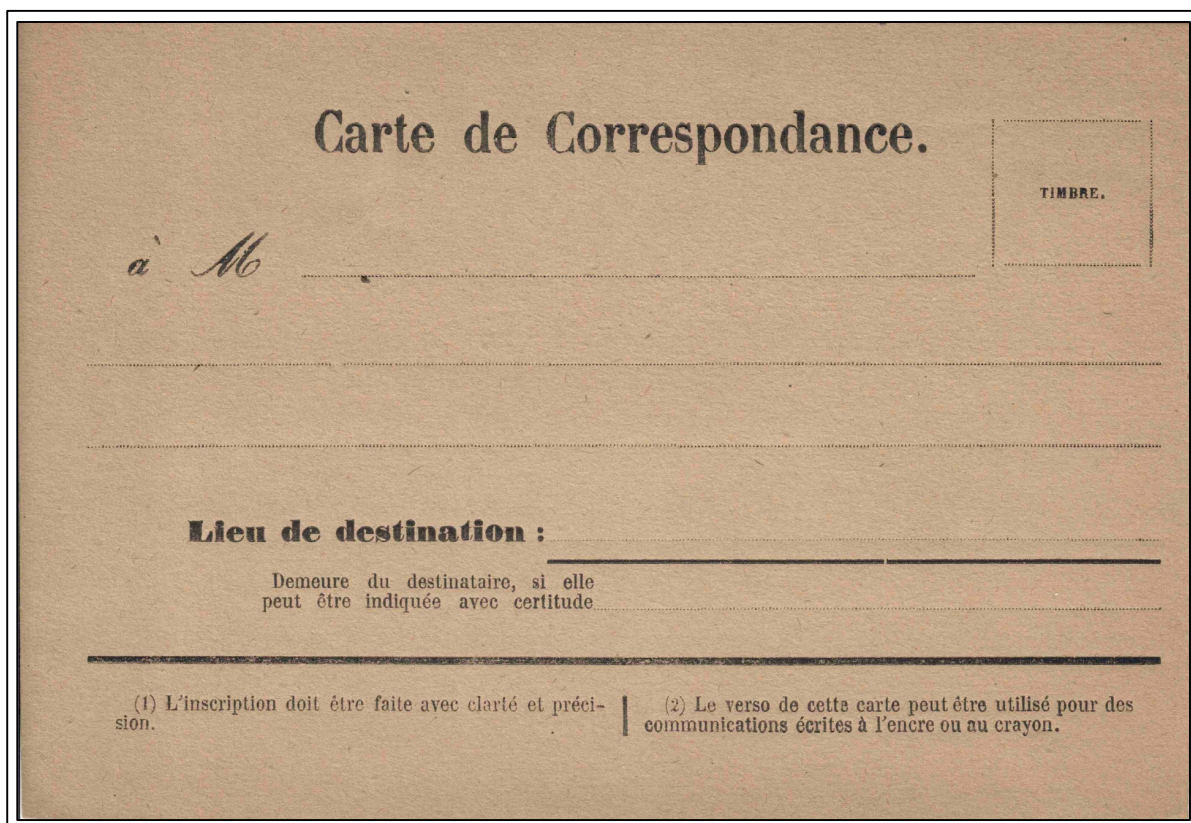 Carte de Correspondance.
TIMBRE.
à M
Lieu de destination :
Demeure du destinataire, si elle
peut être indiquée avec certitude
(1) L'inscription doit être faite avec clarté et préci-
sion.
(2) Le verso de cette carte peut être utilisé pour des
communications écrites à l'encre ou au crayon.